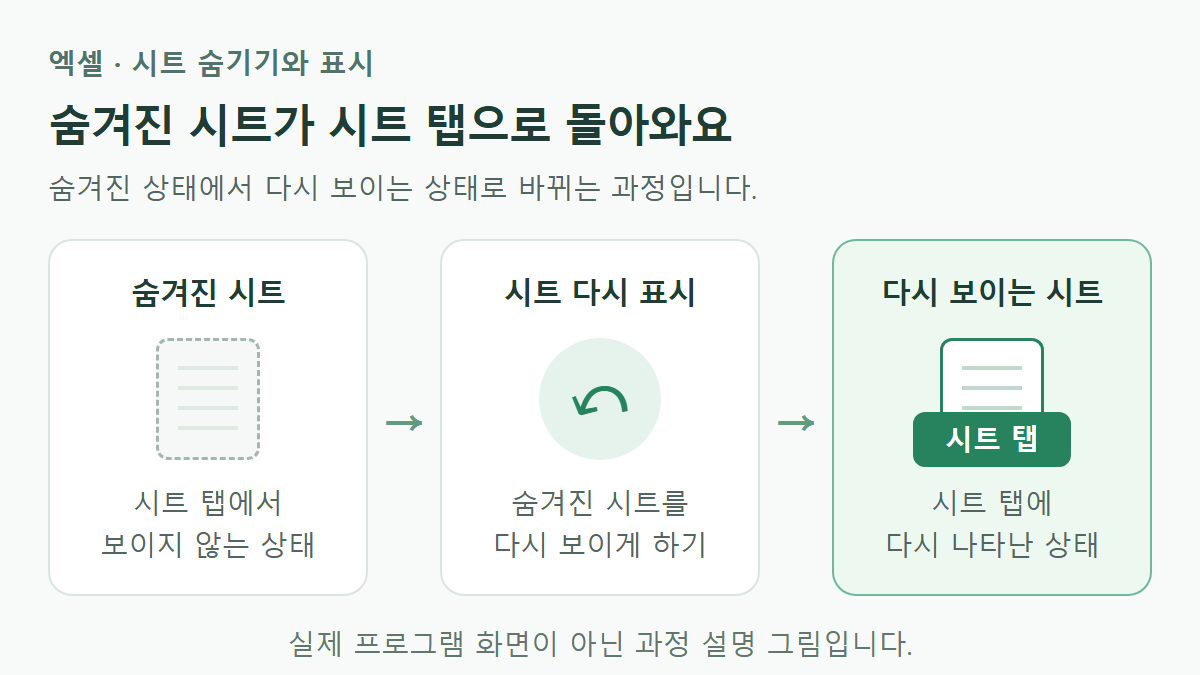 엑셀 · 시트 숨기기와 표시
숨겨진 시트가 시트 탭으로 돌아와요
숨겨진 상태에서 다시 보이는 상태로 바뀌는 과정입니다.
숨겨진 시트
시트 탭에서
보이지 않는 상태
→
시트 다시 표시
숨겨진 시트를
다시 보이게 하기
→
다시 보이는 시트
시트 탭
시트 탭에
다시 나타난 상태
실제 프로그램 화면이 아닌 과정 설명 그림입니다.